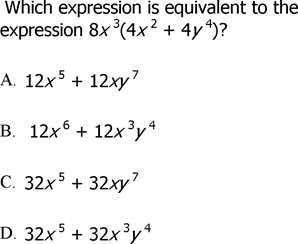 Which expression is equivalent to the
expression 8x³(4x² + 4y⁴)?
A. 12x⁵ + 12xy⁷
B. 12x⁶ + 12x³y⁴
C. 32x⁵ + 32xy⁷
D. 32x⁵ + 32x³y⁴